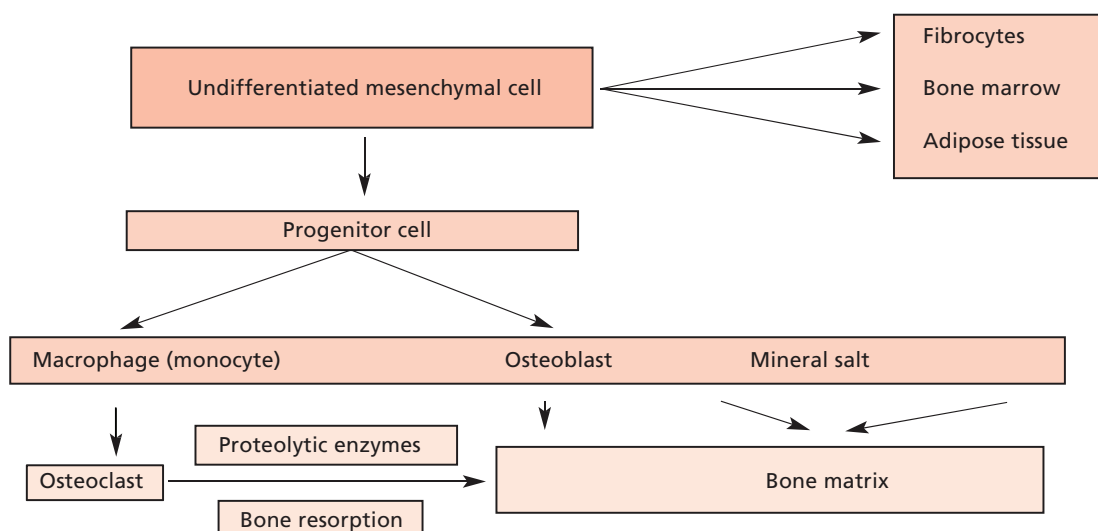 Undifferentiated mesenchymal cell
Fibrocytes
Bone marrow
Adipose tissue
Progenitor cell
Macrophage (monocyte) Osteoblast Mineral salt
Proteolytic enzymes
Osteoclast
Bone resorption
Bone matrix